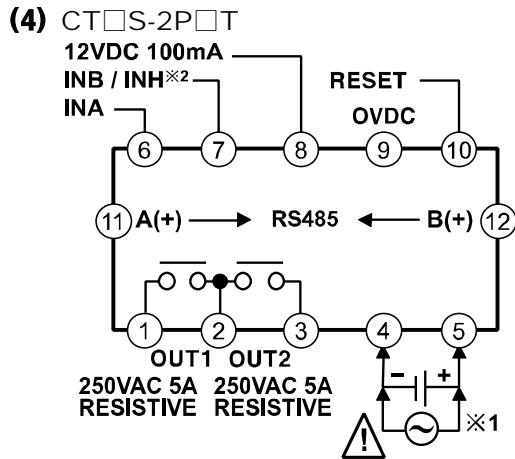 (4) CT□S-2P□T
12VDC 100mA
INB / INH※2
RESET
INA
OVDC
6 7 8 9 10
11 A(+) RS485 B(+) 12
1 2 3 4 5
OUT1 OUT2
250VAC 5A 250VAC 5A
RESISTIVE RESISTIVE
- +
! ※1